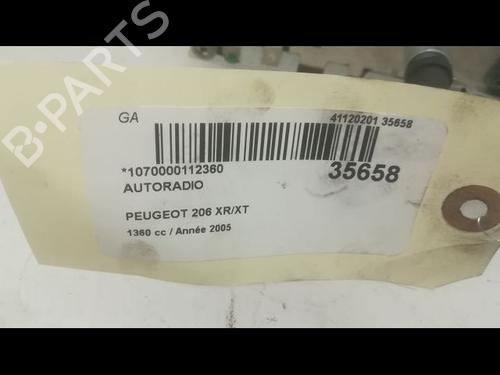 B-PARTS
GA
41120201 35658
*1070000112360
35658
AUTORADIO
PEUGEOT 206 XR/XT
1360 cc / Année 2005